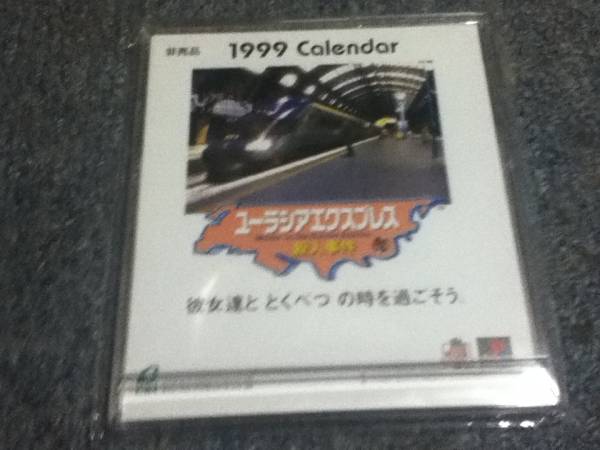 非売品 1999 Calendar
ユーラシアエクスプレス
殺人事件
彼女達と とくべつ の時を過ごそう。